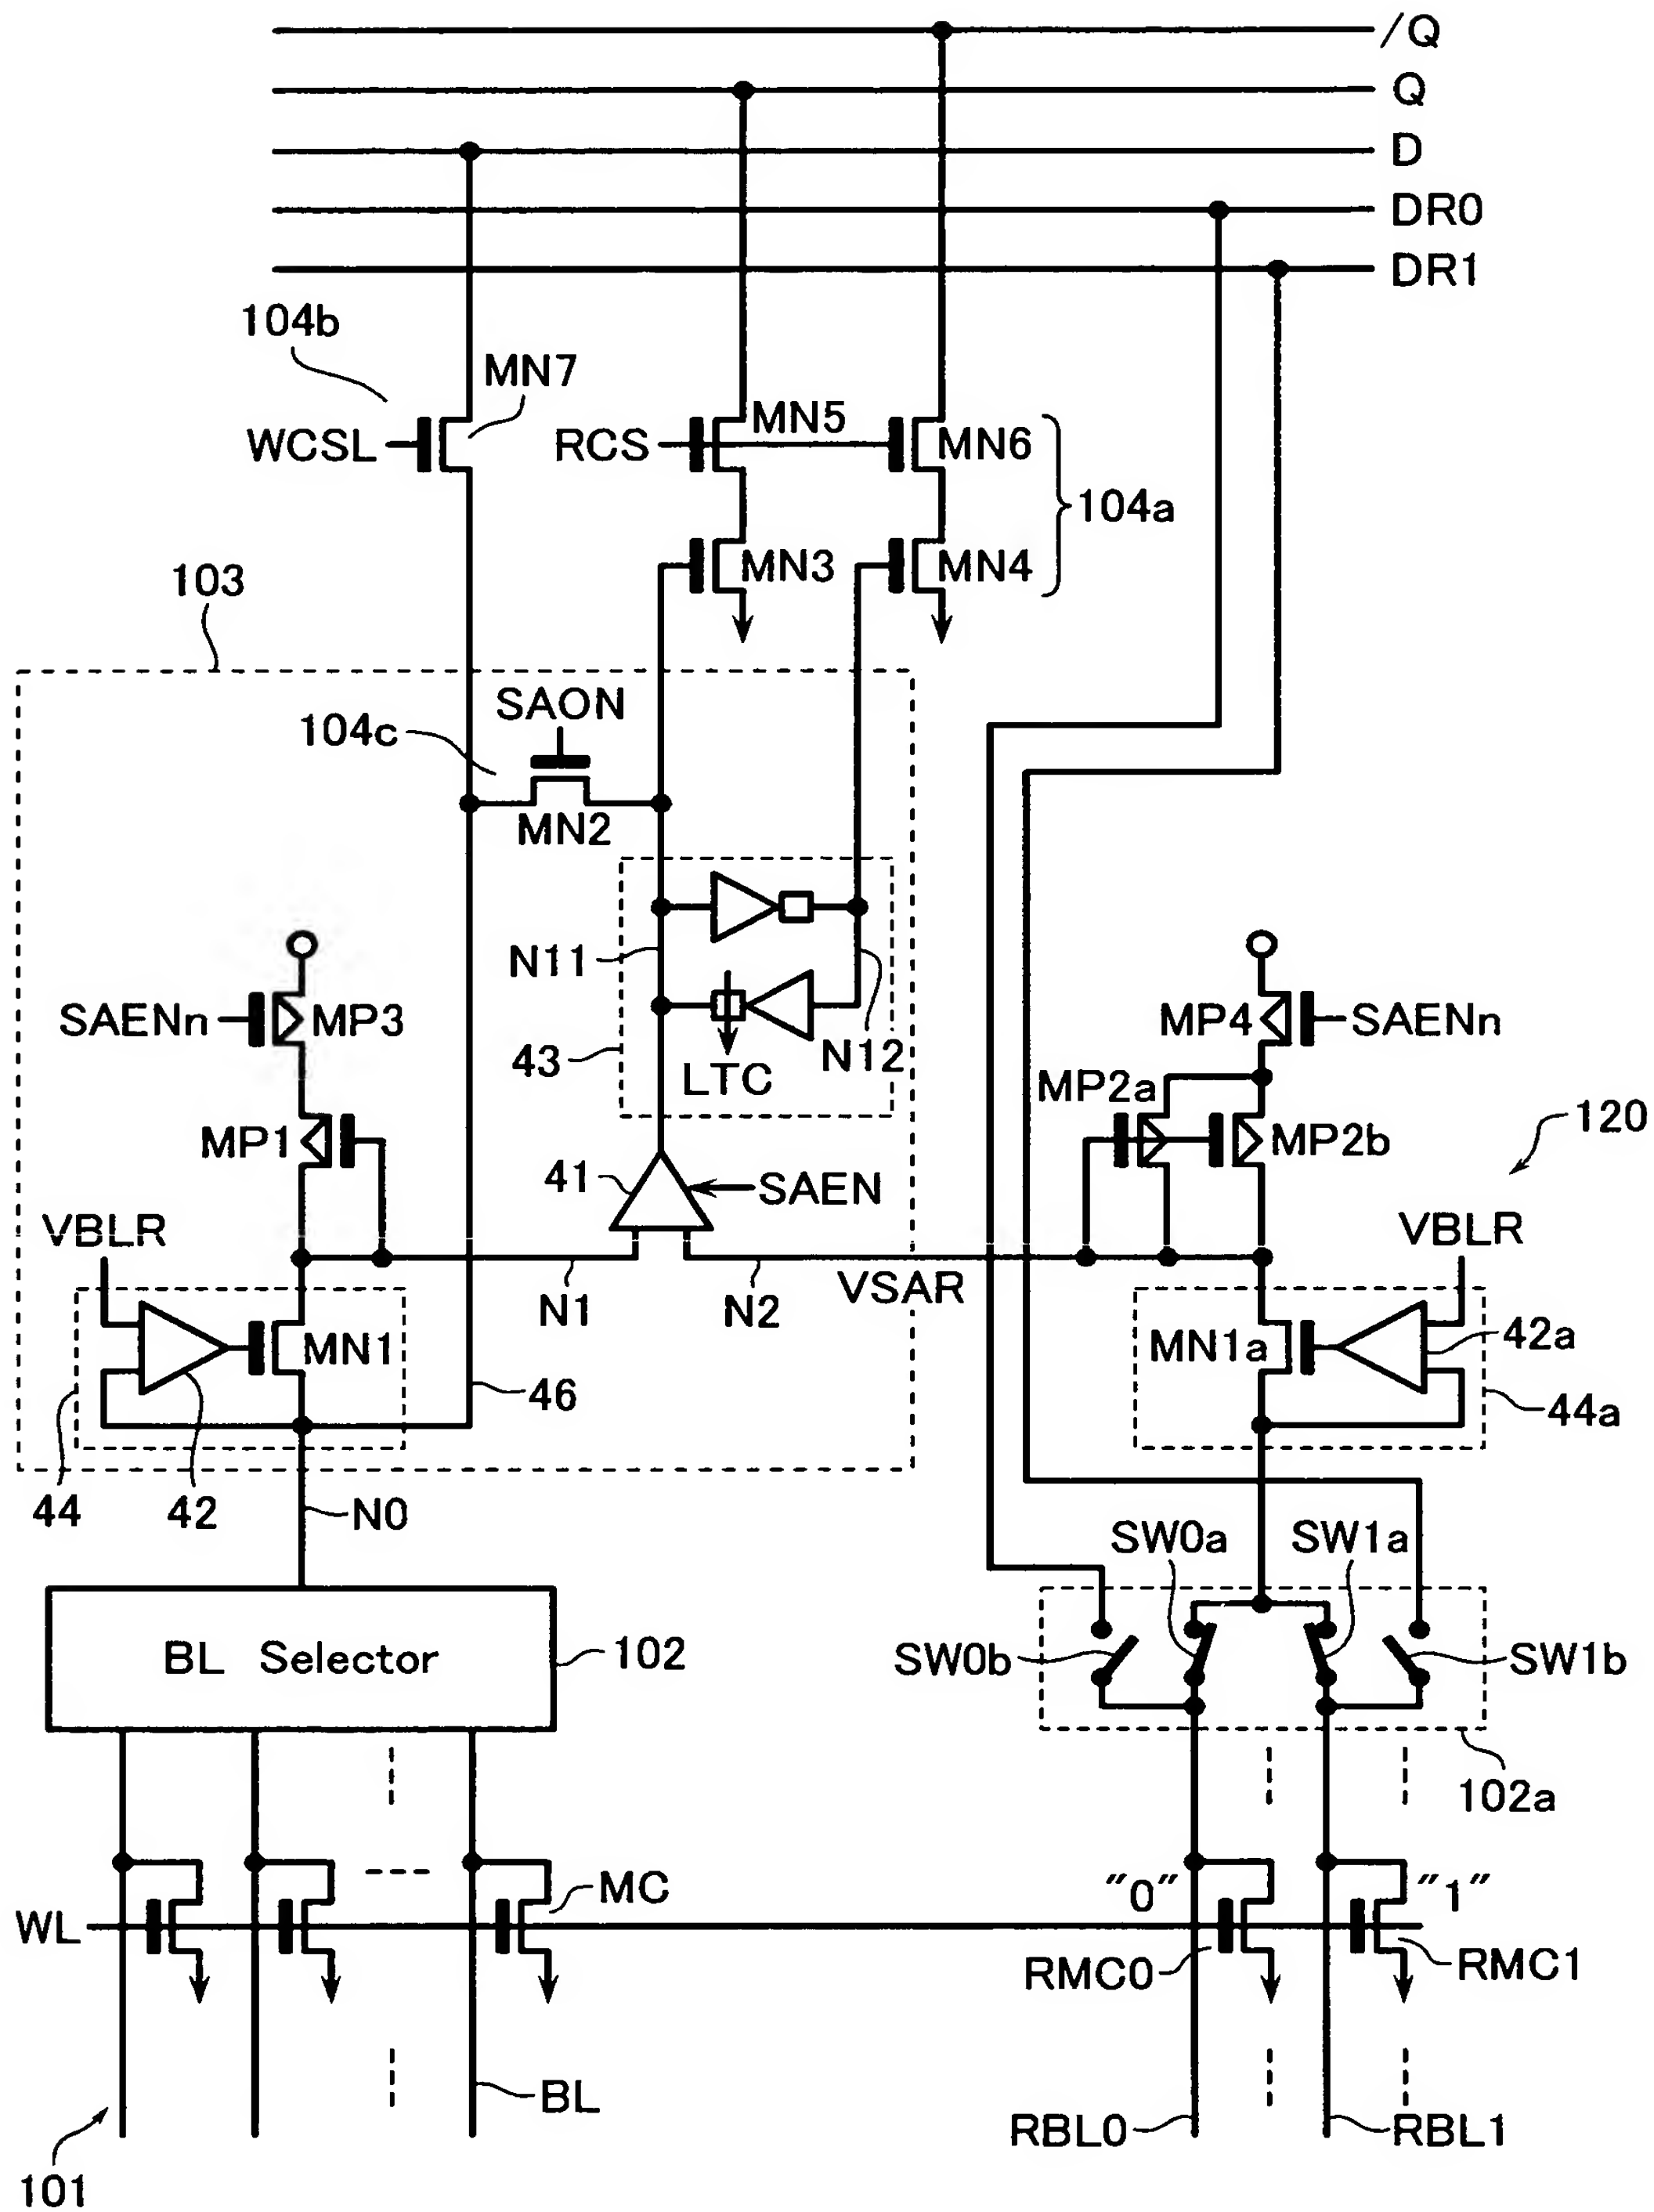 /Q
Q
D
DR0
DR1
104b
MN7
WCSL
RCS
MN5
MN6
104a
MN3
MN4
103
SAON
104c
MN2
N11
N12
43
LTC
SAENn
MP3
MP4
SAENn
MP2a
MP1
MP2b
120
41
SAEN
VBLR
VBLR
N1
N2
VSAR
MN1
MN1a
42a
46
44a
44
42
N0
SW0a
SW1a
BL Selector
102
SW0b
SW1b
102a
MC
"0"
"1"
WL
RMC0
RMC1
BL
RBL0
RBL1
101